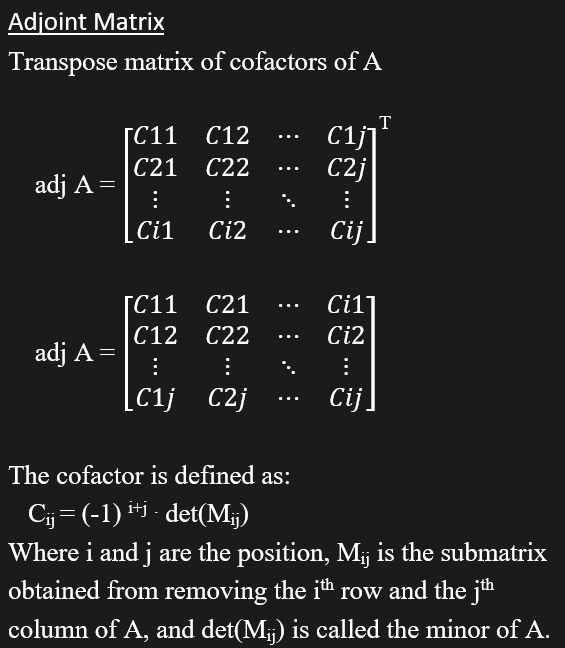 Adjoint Matrix
Transpose matrix of cofactors of A
adj A = [C11 C12 ⋯ C1j
C21 C22 ⋯ C2j
⋮ ⋮ ⋱ ⋮
Ci1 Ci2 ⋯ Cij]ᵀ
adj A = [C11 C21 ⋯ Ci1
C12 C22 ⋯ Ci2
⋮ ⋮ ⋱ ⋮
C1j C2j ⋯ Cij]
The cofactor is defined as:
Cᵢⱼ = (-1) ⁱ⁺ʲ · det(Mᵢⱼ)
Where i and j are the position, Mᵢⱼ is the submatrix
obtained from removing the iᵗʰ row and the jᵗʰ
column of A, and det(Mᵢⱼ) is called the minor of A.